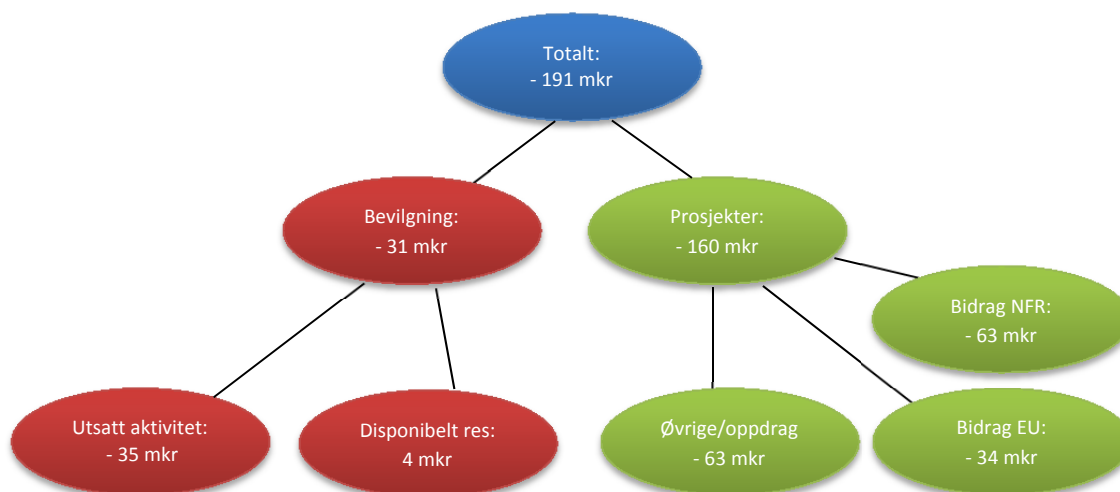 Totalt:
- 191 mkr
Bevilgning:
- 31 mkr
Prosjekter:
- 160 mkr
Bidrag NFR:
- 63 mkr
Utsatt aktivitet:
- 35 mkr
Disponibelt res:
4 mkr
Øvrige/oppdrag
- 63 mkr
Bidrag EU:
- 34 mkr